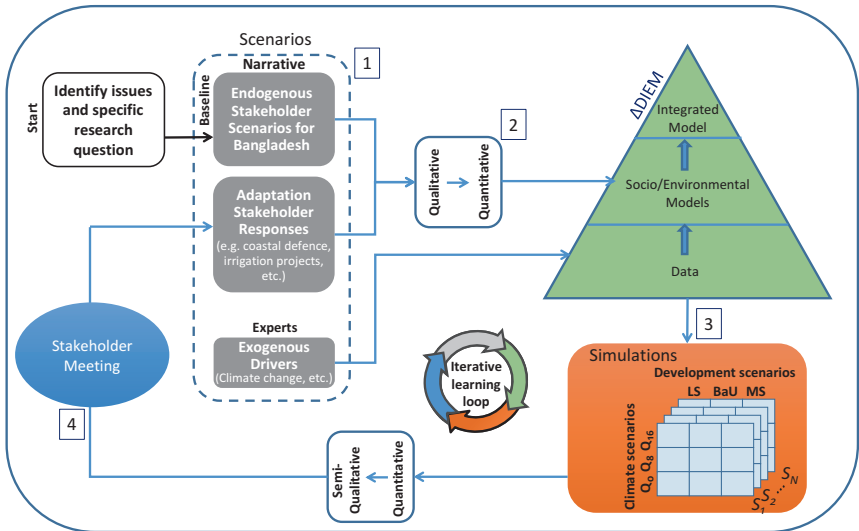 Scenarios
1
Narrative
Start
Identify issues
and specific
research
question
Baseline
Endogenous
Stakeholder
Scenarios for
Bangladesh
Adaptation
Stakeholder
Responses
(e.g. coastal defence,
irrigation projects,
etc.)
Experts
Exogenous
Drivers
(Climate change, etc.)
2
Qualitative
Quantitative
ΔDIEM
Integrated
Model
Socio/Environmental
Models
Data
3
Simulations
Development scenarios
LS BaU MS
Climate scenarios
Q0 Q8 Q16
S1 S2 ... SN
Iterative
learning
loop
Quantitative
Semi-
Qualitative
4
Stakeholder
Meeting